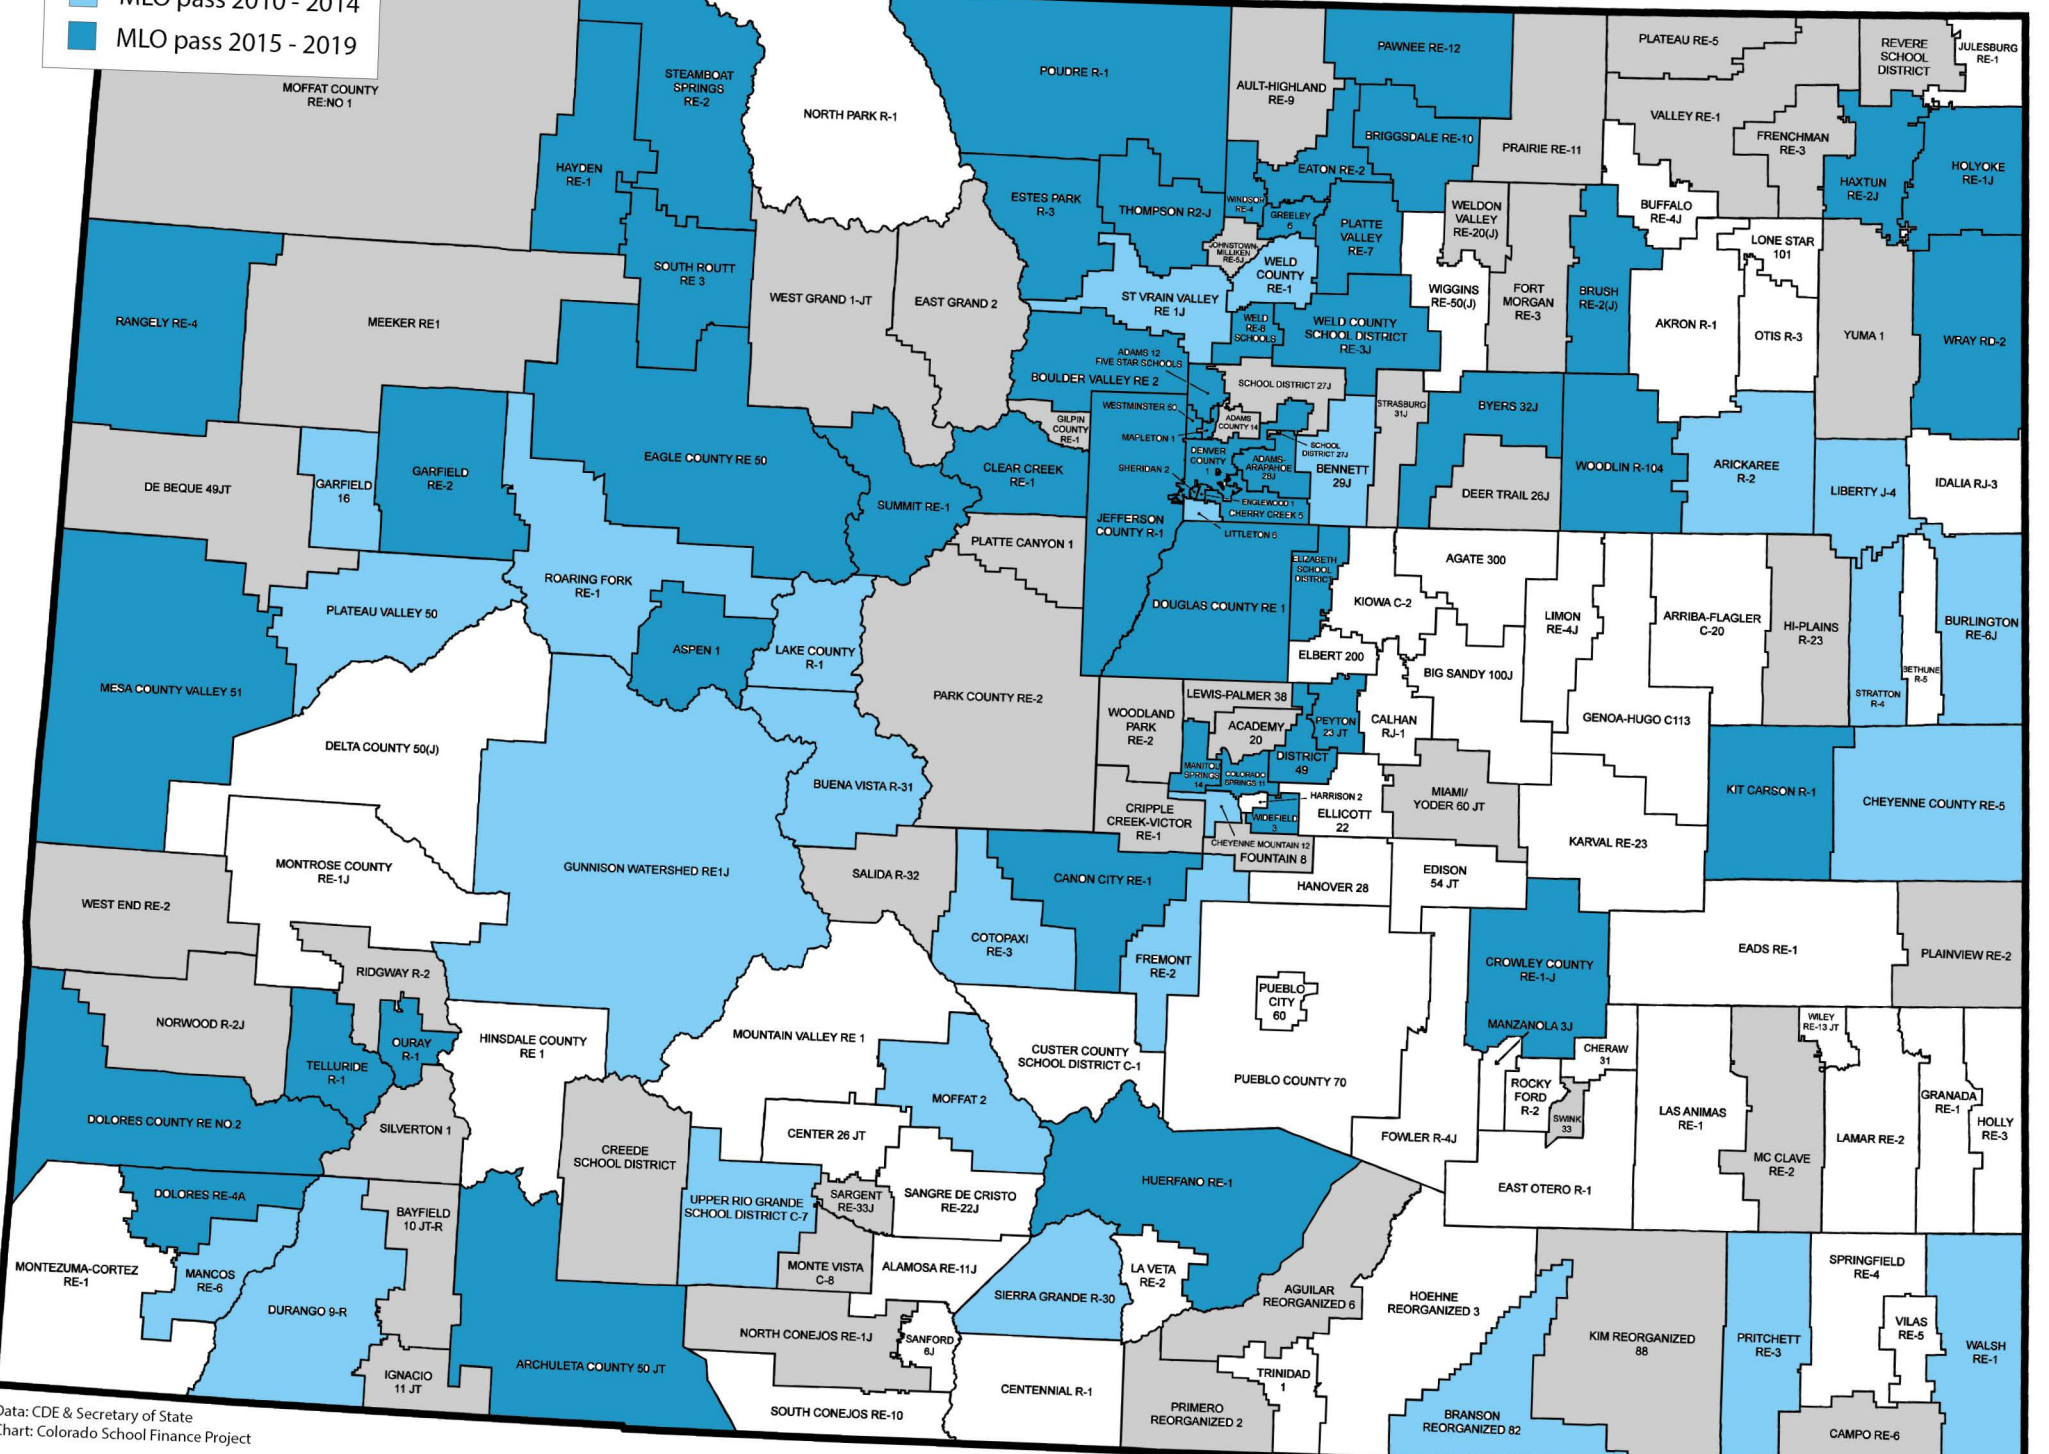 MLO pass 2010 - 2014
MLO pass 2015 - 2019
MOFFAT COUNTY
RE:NO 1
STEAMBOAT
SPRINGS
RE-2
NORTH PARK R-1
POUDRE R-1
AULT-HIGHLAND
RE-9
PAWNEE RE-12
PLATEAU RE-5
REVERE
SCHOOL
DISTRICT
JULESBURG
RE-1
HAYDEN
RE-1
ESTES PARK
R-3
THOMPSON R2-J
WINDSOR
RE-4
EATON RE-2
BRIGGSDALE RE-10
PRAIRIE RE-11
VALLEY RE-1
FRENCHMAN
RE-3
HAXTUN
RE-2J
HOLYOKE
RE-1J
GREELEY
6
PLATTE
VALLEY
RE-7
WELDON
VALLEY
RE-20(J)
BUFFALO
RE-4J
LONE STAR
101
JOHNSTOWN-
MILLIKEN
RE-5J
WELD
COUNTY
RE-1
SOUTH ROUTT
RE 3
WEST GRAND 1-JT
EAST GRAND 2
ST VRAIN VALLEY
RE 1J
WIGGINS
RE-50(J)
FORT
MORGAN
RE-3
BRUSH
RE-2(J)
AKRON R-1
OTIS R-3
YUMA 1
WRAY RD-2
RANGELY RE-4
MEEKER RE1
WELD
RE-8
SCHOOLS
WELD COUNTY
SCHOOL DISTRICT
RE-3J
ADAMS 12
FIVE STAR SCHOOLS
BOULDER VALLEY RE 2
SCHOOL DISTRICT 27J
STRASBURG
31J
BYERS 32J
GILPIN
COUNTY
RE-1
WESTMINSTER 50
ADAMS
COUNTY 14
MAPLETON 1
SCHOOL
DISTRICT 27J
DE BEQUE 49JT
GARFIELD
16
GARFIELD
RE-2
EAGLE COUNTY RE 50
SUMMIT RE-1
CLEAR CREEK
RE-1
SHERIDAN 2
DENVER
COUNTY
1
ADAMS-
ARAPAHOE
28J
BENNETT
29J
DEER TRAIL 26J
WOODLIN R-104
ARICKAREE
R-2
LIBERTY J-4
IDALIA RJ-3
ENGLEWOOD 1
CHERRY CREEK 5
LITTLETON 6
JEFFERSON
COUNTY R-1
PLATTE CANYON 1
ELIZABETH
SCHOOL
DISTRICT
AGATE 300
ROARING FORK
RE-1
PLATEAU VALLEY 50
DOUGLAS COUNTY RE 1
KIOWA C-2
LIMON
RE-4J
ARRIBA-FLAGLER
C-20
HI-PLAINS
R-23
BURLINGTON
RE-6J
ASPEN 1
LAKE COUNTY
R-1
ELBERT 200
BIG SANDY 100J
STRATTON
R-4
BETHUNE
R-5
MESA COUNTY VALLEY 51
PARK COUNTY RE-2
WOODLAND
PARK
RE-2
LEWIS-PALMER 38
ACADEMY
20
PEYTON
23 JT
CALHAN
RJ-1
GENOA-HUGO C113
DELTA COUNTY 50(J)
MANITOU
SPRINGS
14
COLORADO
SPRINGS 11
DISTRICT
49
BUENA VISTA R-31
CRIPPLE
CREEK-VICTOR
RE-1
HARRISON 2
WIDEFIELD
3
ELLICOTT
22
MIAMI/
YODER 60 JT
KIT CARSON R-1
CHEYENNE COUNTY RE-5
KARVAL RE-23
CHEYENNE MOUNTAIN 12
FOUNTAIN 8
MONTROSE COUNTY
RE-1J
GUNNISON WATERSHED RE1J
SALIDA R-32
CANON CITY RE-1
HANOVER 28
EDISON
54 JT
WEST END RE-2
COTOPAXI
RE-3
FREMONT
RE-2
PUEBLO
CITY
60
CROWLEY COUNTY
RE-1-J
EADS RE-1
PLAINVIEW RE-2
RIDGWAY R-2
NORWOOD R-2J
TELLURIDE
R-1
OURAY
R-1
HINSDALE COUNTY
RE 1
MOUNTAIN VALLEY RE 1
CUSTER COUNTY
SCHOOL DISTRICT C-1
PUEBLO COUNTY 70
MANZANOLA 3J
CHERAW
31
WILEY
RE-13 JT
DOLORES COUNTY RE NO.2
SILVERTON 1
MOFFAT 2
ROCKY
FORD
R-2
SWINK
33
LAS ANIMAS
RE-1
GRANADA
RE-1
HOLLY
RE-3
CREEDE
SCHOOL DISTRICT
CENTER 26 JT
FOWLER R-4J
MC CLAVE
RE-2
LAMAR RE-2
DOLORES RE-4A
BAYFIELD
10 JT-R
UPPER RIO GRANDE
SCHOOL DISTRICT C-7
SARGENT
RE-33J
SANGRE DE CRISTO
RE-22J
HUERFANO RE-1
EAST OTERO R-1
MONTEZUMA-CORTEZ
RE-1
MANCOS
RE-6
DURANGO 9-R
MONTE VISTA
C-8
ALAMOSA RE-11J
SIERRA GRANDE R-30
LA VETA
RE-2
AGUILAR
REORGANIZED 6
HOEHNE
REORGANIZED 3
SPRINGFIELD
RE-4
KIM REORGANIZED
88
PRITCHETT
RE-3
VILAS
RE-5
WALSH
RE-1
NORTH CONEJOS RE-1J
SANFORD
6J
ARCHULETA COUNTY 50 JT
IGNACIO
11 JT
CENTENNIAL R-1
TRINIDAD
1
SOUTH CONEJOS RE-10
PRIMERO
REORGANIZED 2
BRANSON
REORGANIZED 82
CAMPO RE-6
Data: CDE & Secretary of State
Chart: Colorado School Finance Project